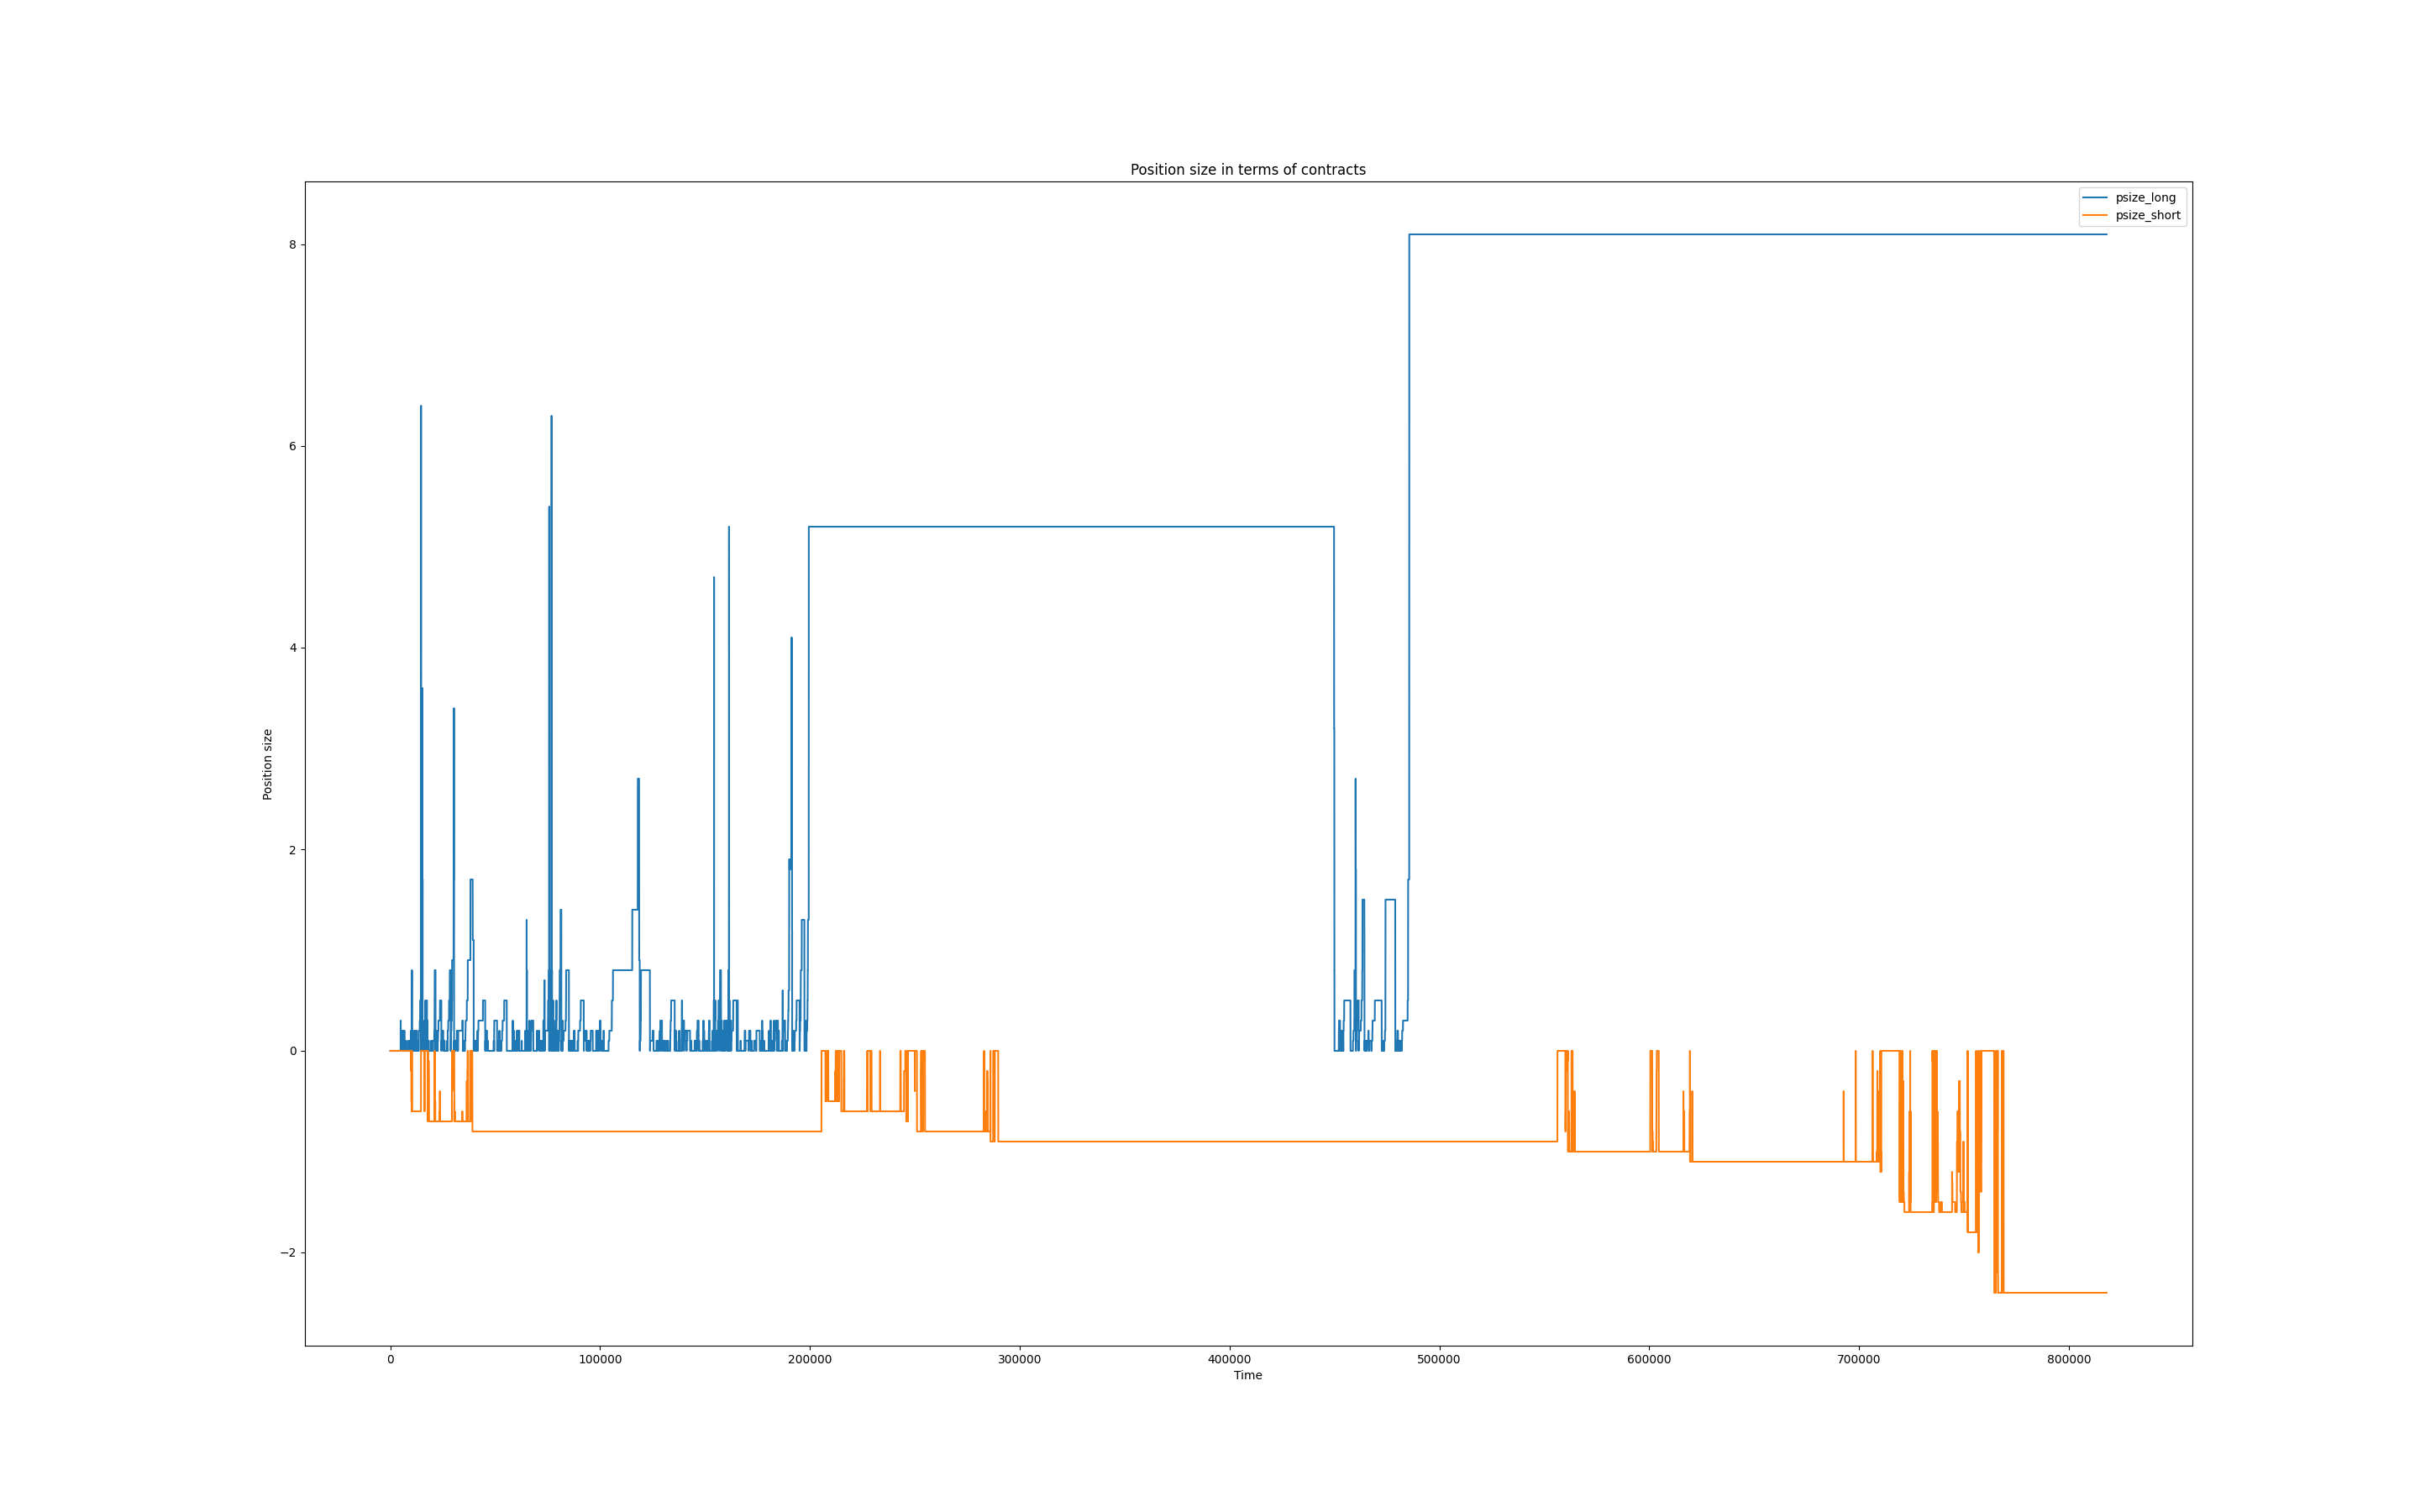 Position size in terms of contracts
psize_long
psize_short
8
6
4
2
0
−2
Position size
0 100000 200000 300000 400000 500000 600000 700000 800000
Time